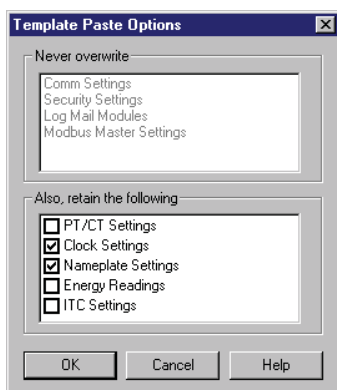 Template Paste Options
Never overwrite
Comm Settings
Security Settings
Log Mail Modules
Modbus Master Settings
Also, retain the following
PT/CT Settings
Clock Settings
Nameplate Settings
Energy Readings
ITC Settings
OK Cancel Help